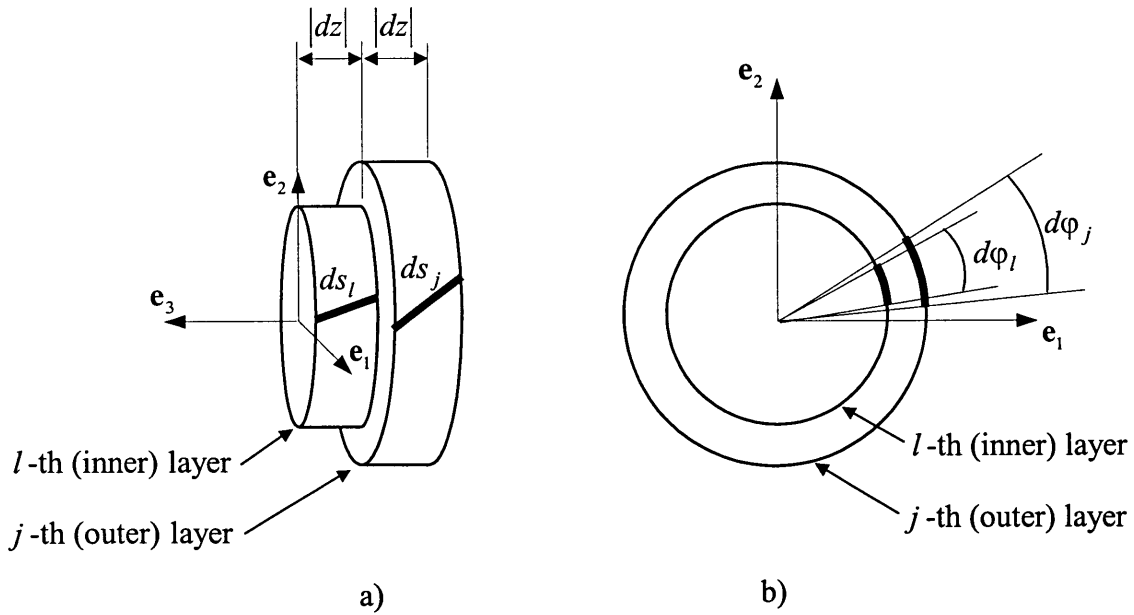 |dz| |dz|
e₂
ds_l ds_j
e₃
e₁
l-th (inner) layer
j-th (outer) layer
a)
e₂
dφ_j
dφ_l
e₁
l-th (inner) layer
j-th (outer) layer
b)